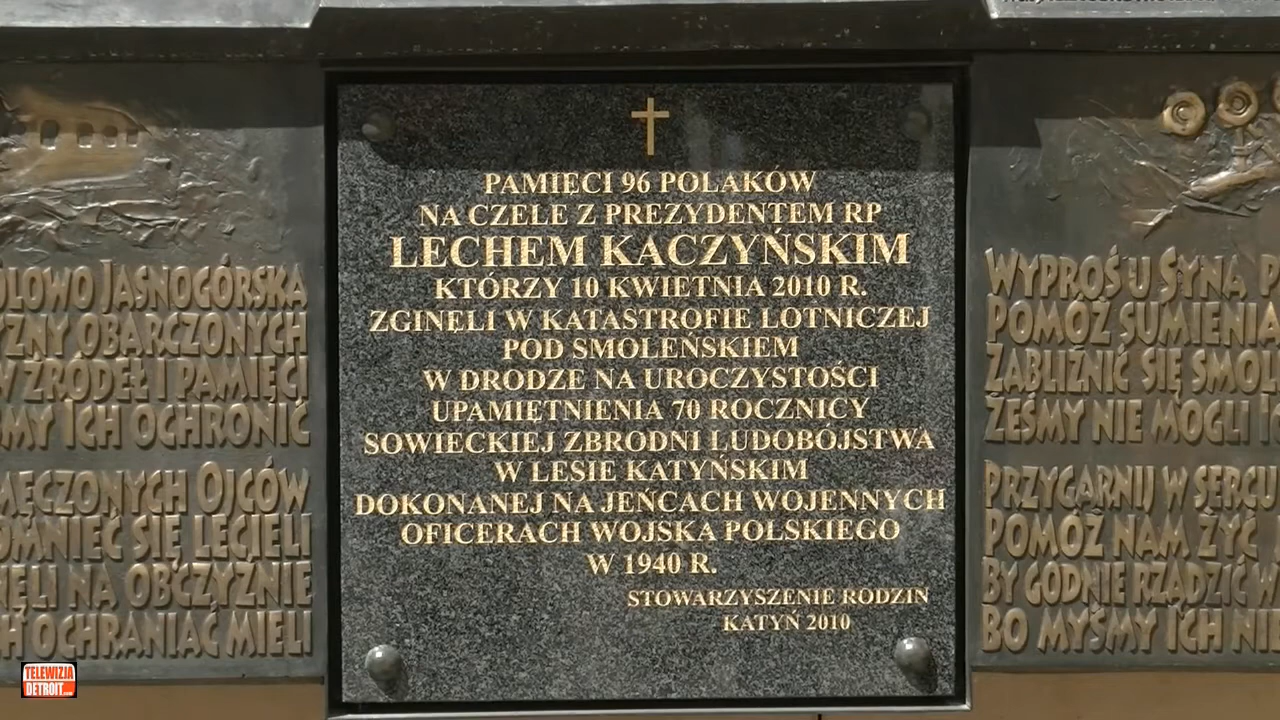 PAMIĘCI 96 POLAKÓW
NA CZELE Z PREZYDENTEM RP
LECHEM KACZYŃSKIM
KTÓRZY 10 KWIETNIA 2010 R.
ZGINĘLI W KATASTROFIE LOTNICZEJ
POD SMOLEŃSKIEM
W DRODZE NA UROCZYSTOŚCI
UPAMIĘTNIENIA 70 ROCZNICY
SOWIECKIEJ ZBRODNI LUDOBÓJSTWA
W LESIE KATYŃSKIM
DOKONANEJ NA JEŃCACH WOJENNYCH
OFICERACH WOJSKA POLSKIEGO
W 1940 R.
STOWARZYSZENIE RODZIN
KATYŃ 2010
JASNOGÓRSKA
OBARCZONYCH
ŹRÓDEŁ I PAMIĘCI
ICH OCHRONIĆ
OJCÓW
SIĘ LECIELI
NA OBCZYŹNIE
OCHRANIAĆ MIELI
WYPROŚ U SYNA
POMÓŻ SUMIENIA
ZABLIŹNIĆ SIĘ
ŻEŚMY NIE MOGLI
PRZYGARNIJ W SERCU
POMÓŻ NAM ŻYĆ
BY GODNIE RZĄDZIĆ
BO MYŚMY ICH
TELEWIZJA
DETROIT.com